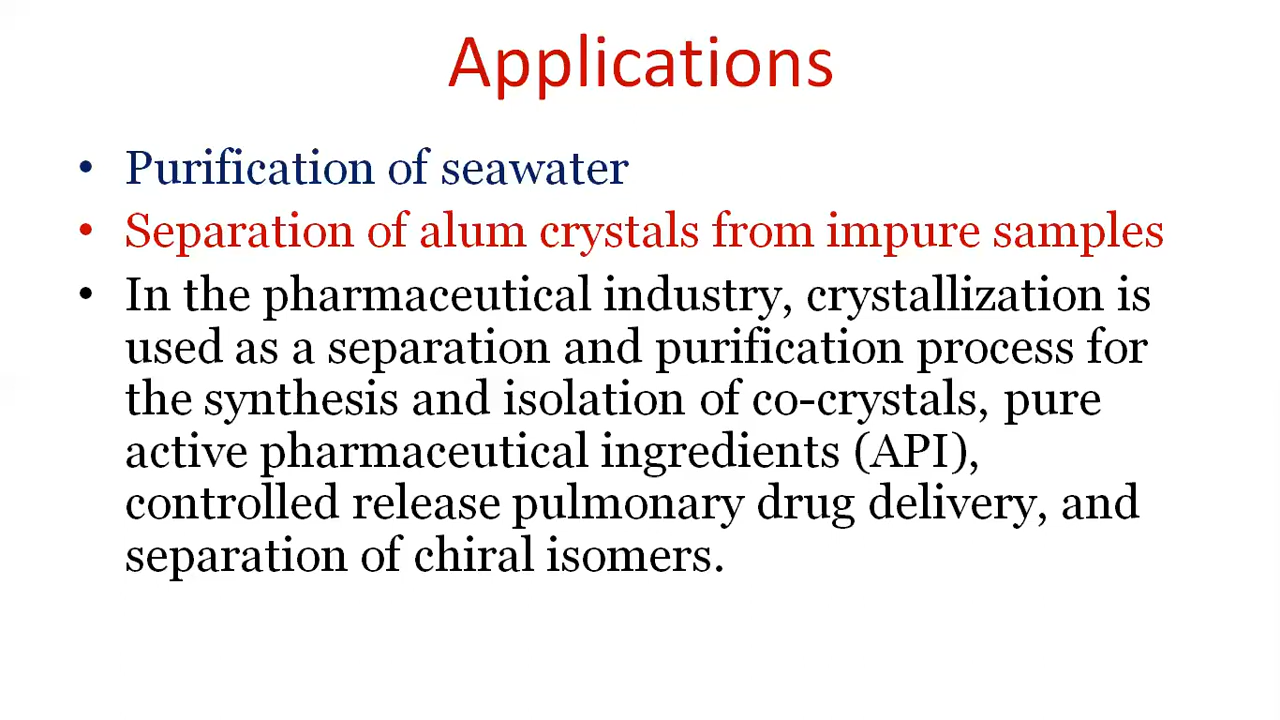 Applications
• Purification of seawater
• Separation of alum crystals from impure samples
• In the pharmaceutical industry, crystallization is
used as a separation and purification process for
the synthesis and isolation of co-crystals, pure
active pharmaceutical ingredients (API),
controlled release pulmonary drug delivery, and
separation of chiral isomers.